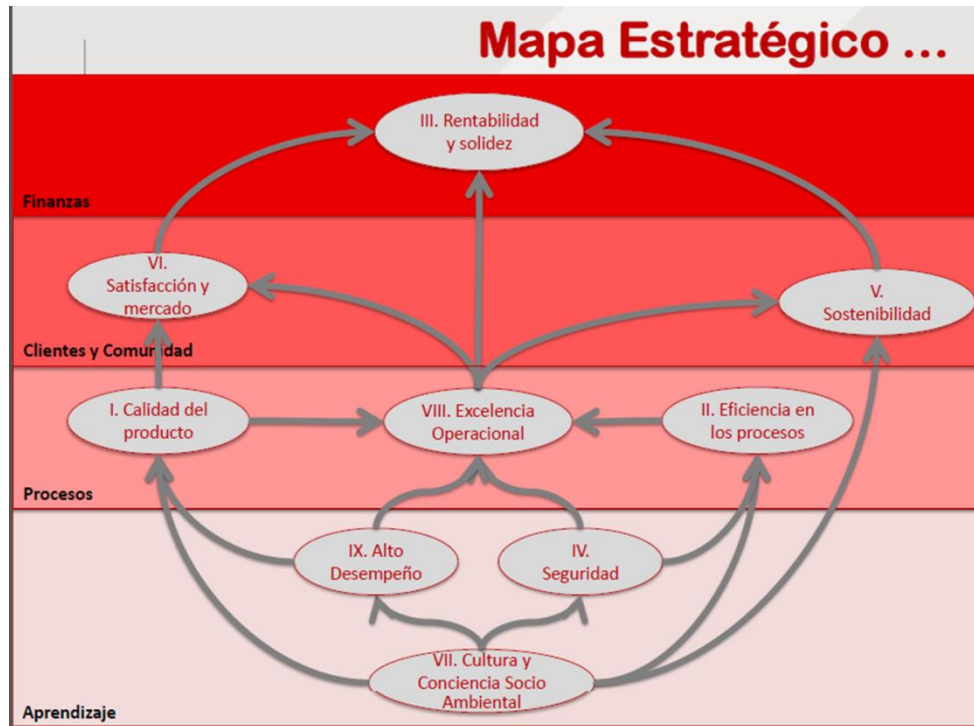 Mapa Estratégico ...
III. Rentabilidad
y solidez
Finanzas
VI.
Satisfacción y
mercado
V.
Sostenibilidad
Clientes y Comunidad
I. Calidad del
producto
VIII. Excelencia
Operacional
II. Eficiencia en
los procesos
Procesos
IX. Alto
Desempeño
IV.
Seguridad
VII. Cultura y
Conciencia Socio
Ambiental
Aprendizaje